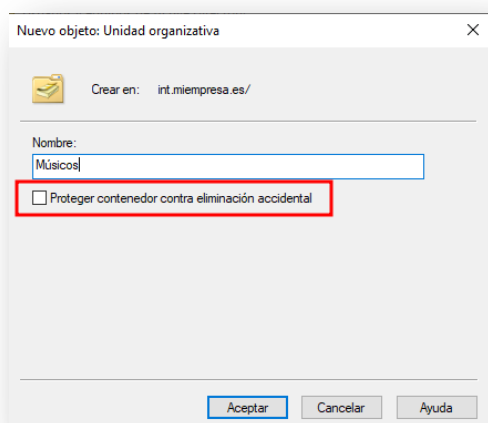 Nuevo objeto: Unidad organizativa
Crear en: int.miempresa.es/
Nombre:
Músicos
Proteger contenedor contra eliminación accidental
Aceptar Cancelar Ayuda